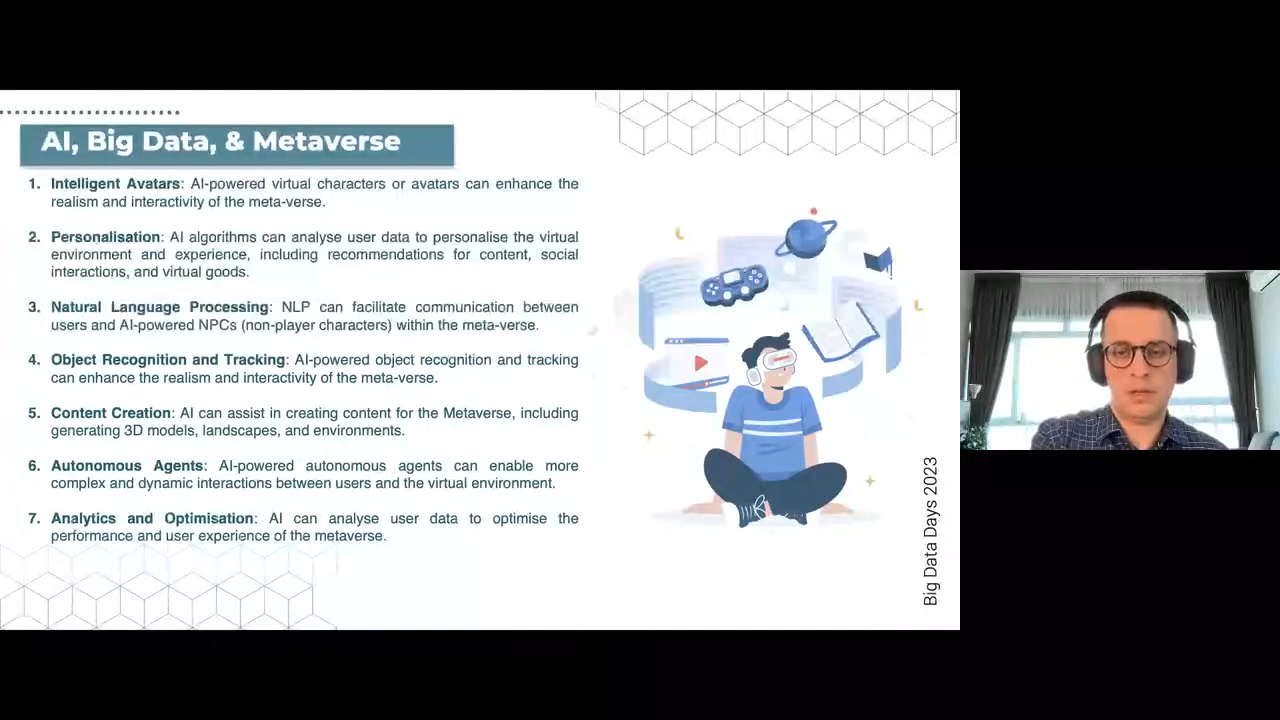 AI, Big Data, & Metaverse
1. Intelligent Avatars: AI-powered virtual characters or avatars can enhance the
realism and interactivity of the meta-verse.
2. Personalisation: AI algorithms can analyse user data to personalise the virtual
environment and experience, including recommendations for content, social
interactions, and virtual goods.
3. Natural Language Processing: NLP can facilitate communication between
users and AI-powered NPCs (non-player characters) within the meta-verse.
4. Object Recognition and Tracking: AI-powered object recognition and tracking
can enhance the realism and interactivity of the meta-verse.
5. Content Creation: AI can assist in creating content for the Metaverse, including
generating 3D models, landscapes, and environments.
6. Autonomous Agents: AI-powered autonomous agents can enable more
complex and dynamic interactions between users and the virtual environment.
7. Analytics and Optimisation: AI can analyse user data to optimise the
performance and user experience of the metaverse.
Big Data Days 2023